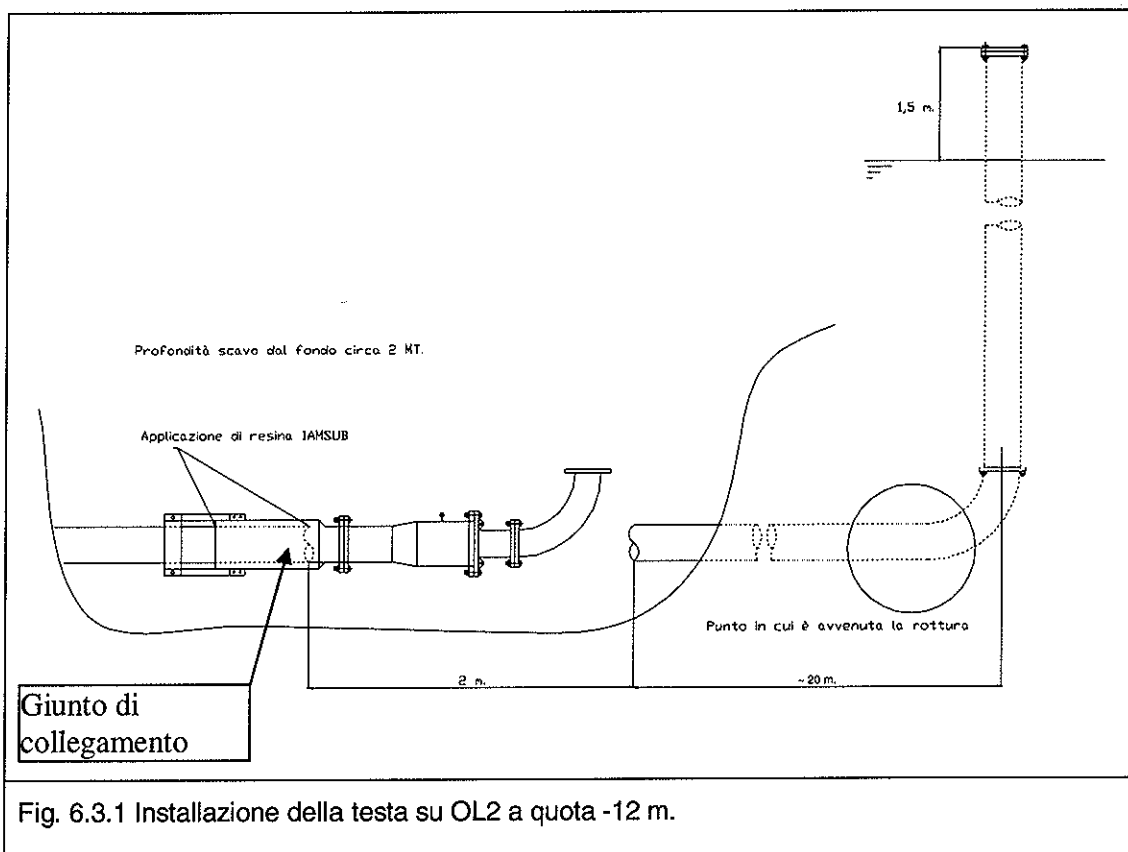 1,5 m.
Profondità scavo dal fondo circa 2 MT.
Applicazione di resina IAMSUB
Punto in cui è avvenuta la rottura
2 m.
~20 m.
Giunto di
collegamento
Fig. 6.3.1 Installazione della testa su OL2 a quota -12 m.